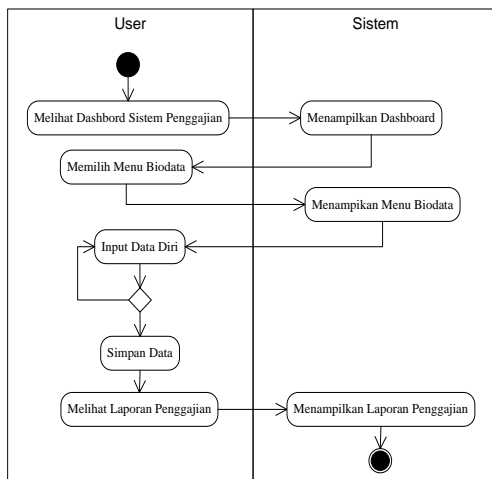 User
Sistem
Melihat Dashbord Sistem Penggajian
Menampilkan Dashboard
Memilih Menu Biodata
Menampikan Menu Biodata
Input Data Diri
Simpan Data
Melihat Laporan Penggajian
Menampilkan Laporan Penggajian